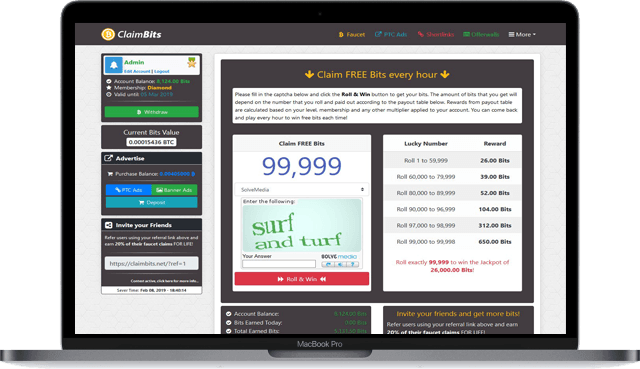 ClaimBits
Faucet
PTC Ads
Shortlinks
Offerwalls
More
Admin
Edit Account | Logout
Account Balance: 8,124.00 Bits
Membership: Diamond
Valid until: 05 Mar 2019
Withdraw
Current Bits Value
0.00015436 BTC
Advertise
Purchase Balance:
PTC Ads
Banner Ads
Deposit
Invite your Friends
Refer users using your referral link above and earn 20% of their faucet claims FOR LIFE!
https://claimbits.net/?ref=1
Server Time: Feb 08, 2019 - 18:40:14
Claim FREE Bits every hour
Please fill in the captcha below and click the Roll & Win button to get your bits. The amount of bits that you get will
depend on the number that you roll and paid out according to the payout table below. Rewards from payout table
are calculated based on your level, membership and any other multiplier applied to your account. You can come back
and play every hour to win free bits each time!
Claim FREE Bits
99,999
SolveMedia
Enter the following:
surf
and turf
Your Answer
SOLVE media
Roll & Win
Lucky Number Reward
Roll 1 to 59,999 26.00 Bits
Roll 60,000 to 79,999 39.00 Bits
Roll 80,000 to 89,999 52.00 Bits
Roll 90,000 to 96,999 104.00 Bits
Roll 97,000 to 98,999 312.00 Bits
Roll 99,000 to 99,998 650.00 Bits
Roll exactly 99,999 to win the Jackpot of
26,000.00 Bits!
Account Balance:
Bits Earned Today: 0.00 Bits
Total Earned Bits:
Invite your friends and get more bits!
Refer users using your referral link above and earn
20% of their faucet claims FOR LIFE!
MacBook Pro